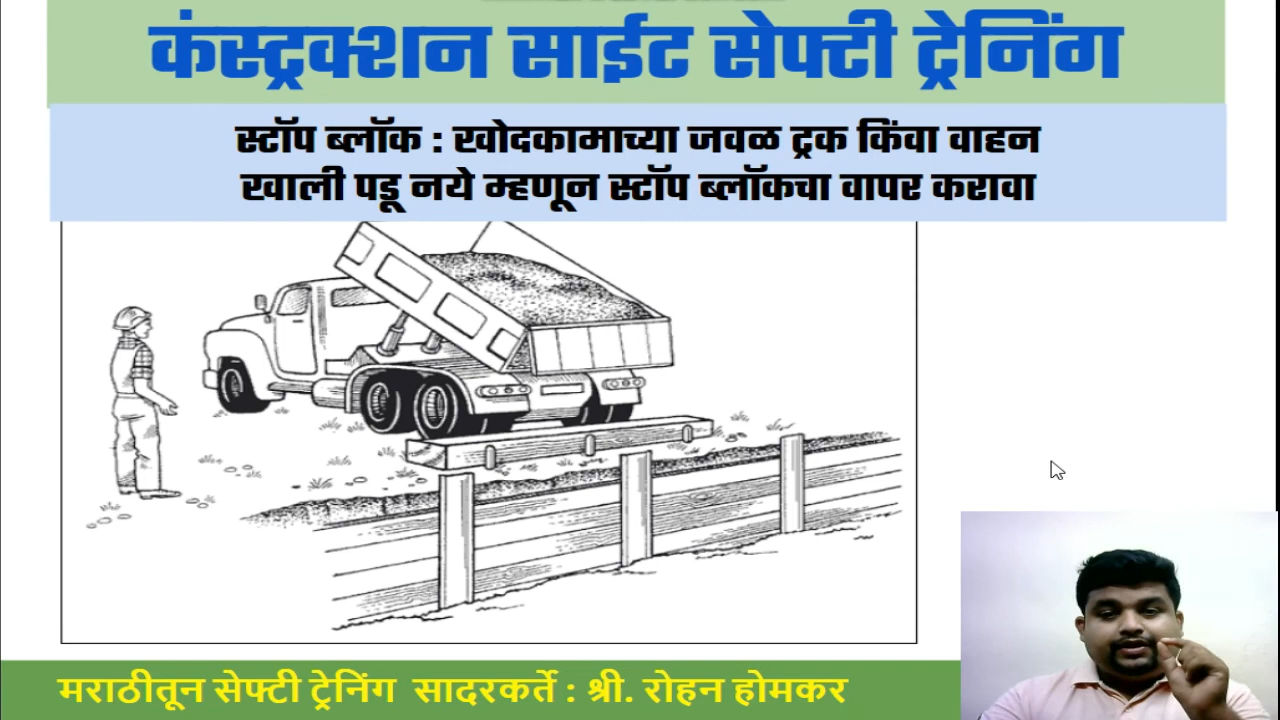 कंस्ट्रक्शन साईट सेफ्टी ट्रेनिंग
स्टॉप ब्लॉक : खोदकामाच्या जवळ ट्रक किंवा वाहन
खाली पडू नये म्हणून स्टॉप ब्लॉकचा वापर करावा
मराठीतून सेफ्टी ट्रेनिंग सादरकर्ते : श्री. रोहन होमकर